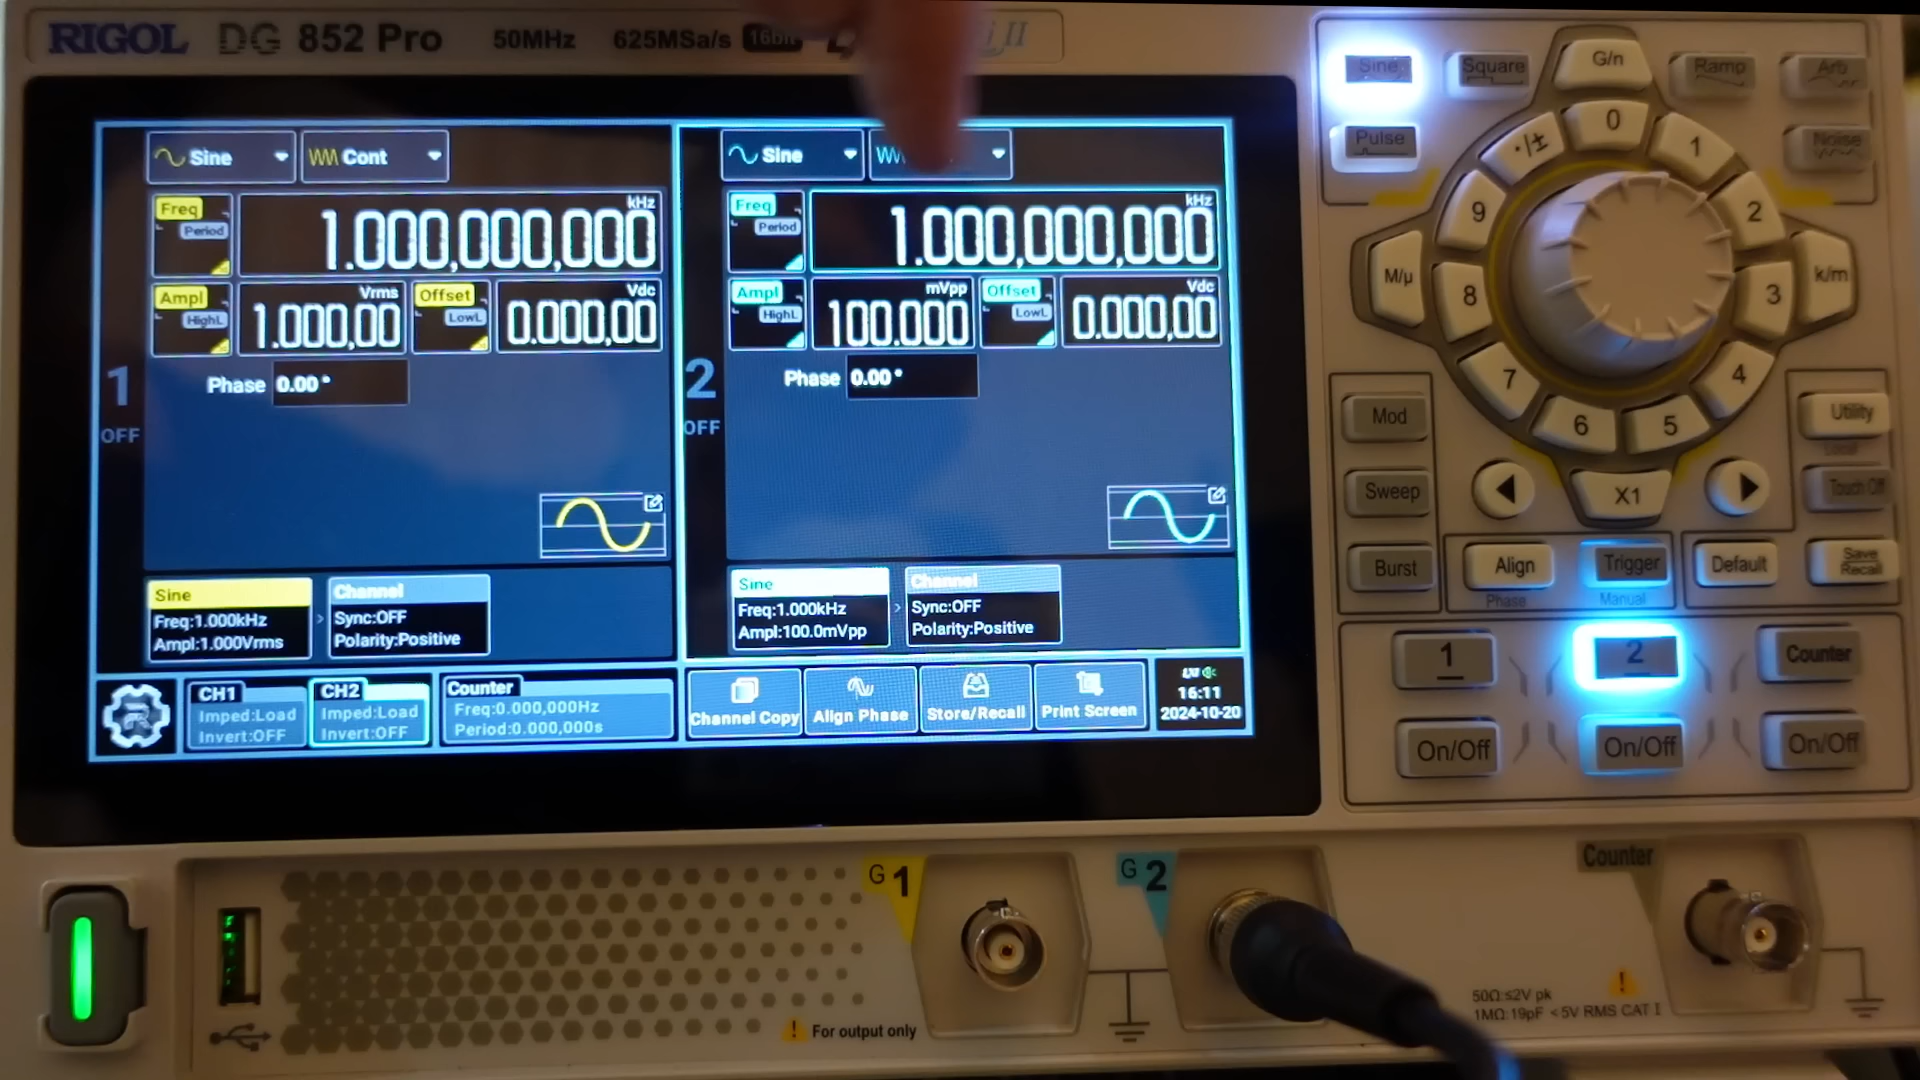 RIGOL DG 852 Pro 50MHz 625MSa/s 16bit
Sine Cont
Freq Period 1.000,000,000 kHz
Ampl HighL 1.000,00 Vrms Offset LowL 0.000,00 Vdc
Phase 0.00°
1
OFF
Sine
Freq:1.000kHz
Ampl:1.000Vrms
Channel
Sync:OFF
Polarity:Positive
Sine
Freq Period 1.000,000,000 kHz
Ampl HighL 100.000 mVpp Offset LowL 0.000,00 Vdc
Phase 0.00°
2
OFF
Sine
Freq:1.000kHz
Ampl:100.0mVpp
Channel
Sync:OFF
Polarity:Positive
CH1
Imped:Load
Invert:OFF
CH2
Imped:Load
Invert:OFF
Counter
Freq:0.000,000Hz
Period:0.000,000s
Channel Copy
Align Phase
Store/Recall
Print Screen
LXI
16:11
2024-10-20
Sine Square Ramp Arb
Pulse Noise
G/n
0
1
2
3
4
5
6
7
8
9
./±
M/µ
k/m
X1
Mod
Sweep
Burst
Utility
Local
Touch Off
Align
Phase
Trigger
Manual
Default
Save
Recall
1 2 Counter
On/Off On/Off On/Off
G1
G2
Counter
For output only
50Ω:≤2V pk
1MΩ:19pF <5V RMS CAT I